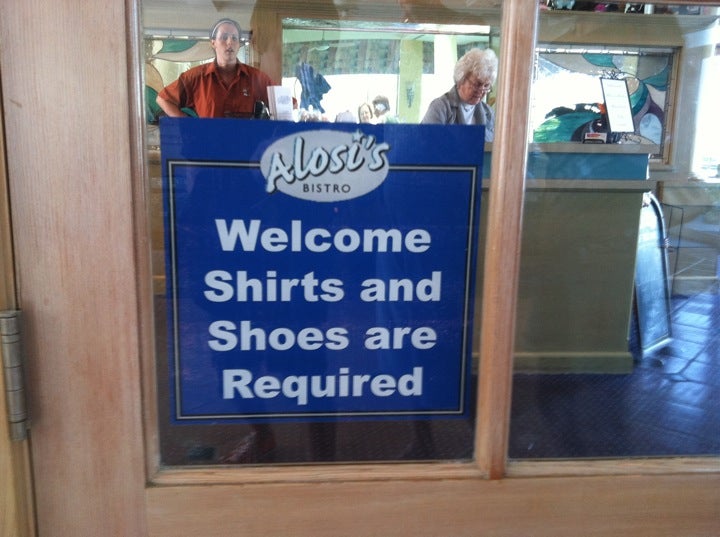 Alosi's
BISTRO
Welcome
Shirts and
Shoes are
Required